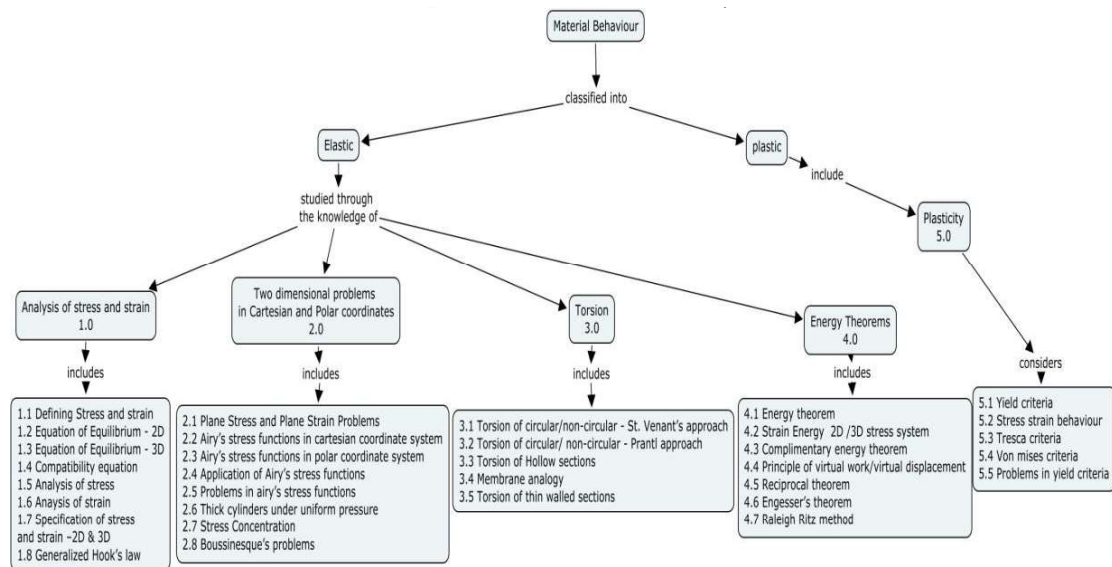 Material Behaviour
classified into
Elastic
plastic
include
studied through
the knowledge of
Plasticity
5.0
Analysis of stress and strain
1.0
Two dimensional problems
in Cartesian and Polar coordinates
2.0
Torsion
3.0
Energy Theorems
4.0
includes
includes
includes
includes
considers
1.1 Defining Stress and strain
1.2 Equation of Equilibrium - 2D
1.3 Equation of Equilibrium - 3D
1.4 Compatibility equation
1.5 Analysis of stress
1.6 Anaysis of strain
1.7 Specification of stress
and strain –2D & 3D
1.8 Generalized Hook's law
2.1 Plane Stress and Plane Strain Problems
2.2 Airy's stress functions in cartesian coordinate system
2.3 Airy's stress functions in polar coordinate system
2.4 Application of Airy's stress functions
2.5 Problems in airy's stress functions
2.6 Thick cylinders under uniform pressure
2.7 Stress Concentration
2.8 Boussinesque's problems
3.1 Torsion of circular/non-circular - St. Venant's approach
3.2 Torsion of circular/ non-circular - Prantl approach
3.3 Torsion of Hollow sections
3.4 Membrane analogy
3.5 Torsion of thin walled sections
4.1 Energy theorem
4.2 Strain Energy 2D /3D stress system
4.3 Complimentary energy theorem
4.4 Principle of virtual work/virtual displacement
4.5 Reciprocal theorem
4.6 Engesser's theorem
4.7 Raleigh Ritz method
5.1 Yield criteria
5.2 Stress strain behaviour
5.3 Tresca criteria
5.4 Von mises criteria
5.5 Problems in yield criteria